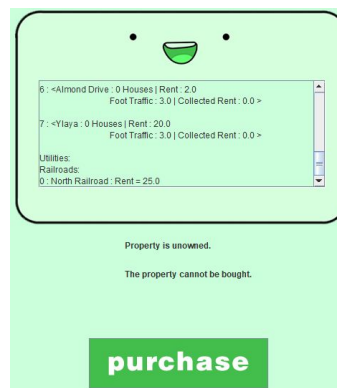 6 : <Almond Drive : 0 Houses | Rent : 2.0
Foot Traffic : 3.0 | Collected Rent : 0.0 >
7 : <Ylaya : 0 Houses | Rent : 20.0
Foot Traffic : 3.0 | Collected Rent : 0.0 >
Utilities:
Railroads:
0 : North Railroad : Rent = 25.0
Property is unowned.
The property cannot be bought.
purchase